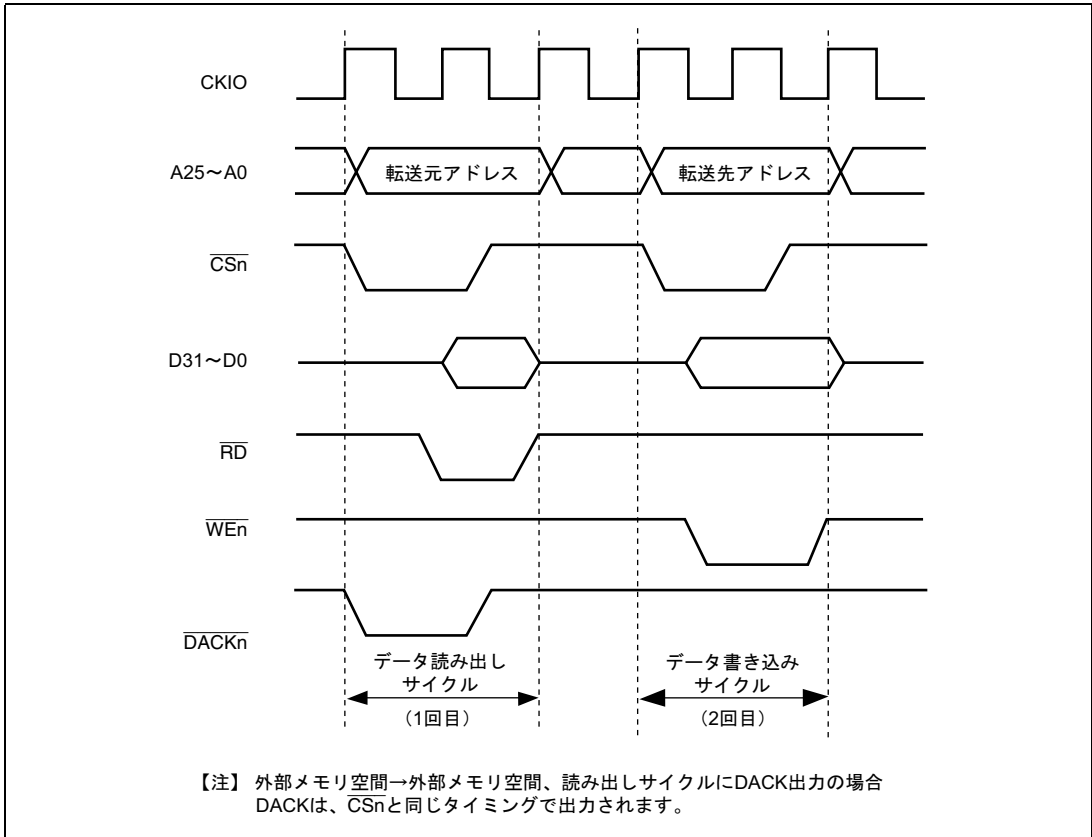 CKIO
A25～A0
転送元アドレス
転送先アドレス
CSn
D31～D0
RD
WEn
DACKn
データ読み出し
サイクル
（1回目）
データ書き込み
サイクル
（2回目）
【注】 外部メモリ空間→外部メモリ空間、読み出しサイクルにDACK出力の場合
DACKは、CSnと同じタイミングで出力されます。